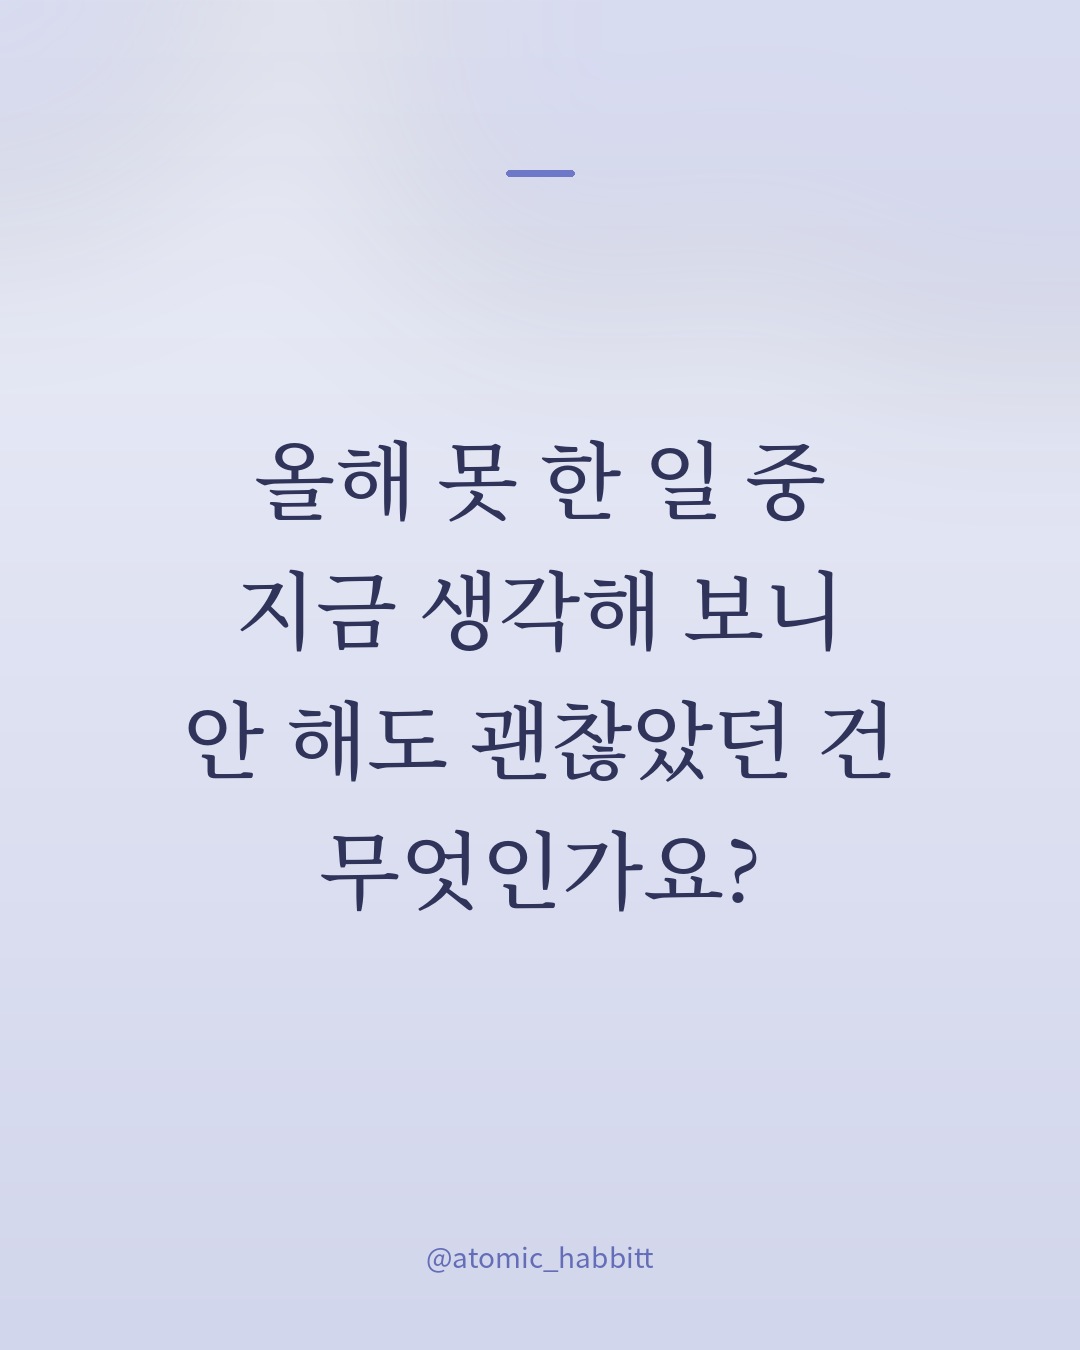 올해 못 한 일 중
지금 생각해 보니
안 해도 괜찮았던 건
무엇인가요?
@atomic_habbitt